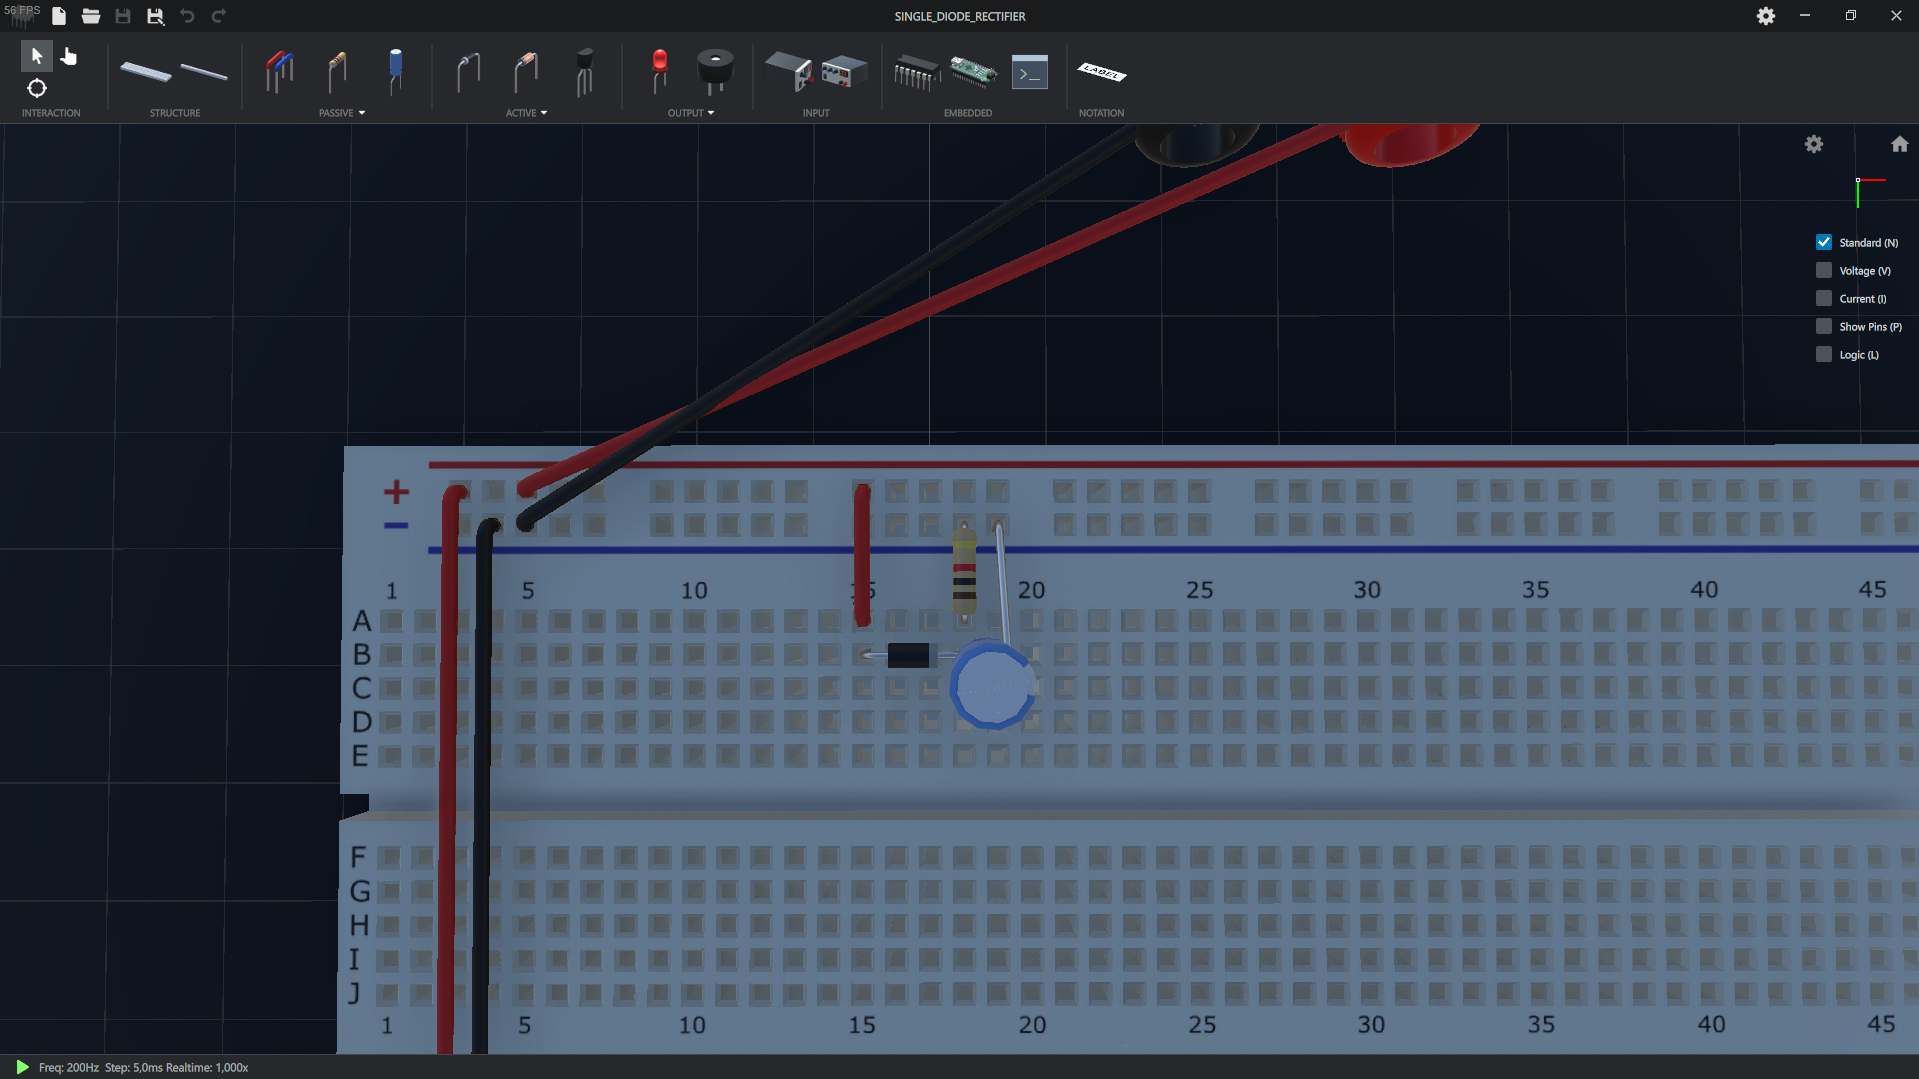 56 FPS
SINGLE_DIODE_RECTIFIER
INTERACTION
STRUCTURE
PASSIVE
ACTIVE
OUTPUT
INPUT
EMBEDDED
LABEL
NOTATION
Standard (N)
Voltage (V)
Current (I)
Show Pins (P)
Logic (L)
+
−
1 5 10 20 25 30 35 40 45
A
B
C
D
E
F
G
H
I
J
1 5 10 15 20 25 30 35 40 45
Freq: 200Hz Step: 5,0ms Realtime: 1,000x